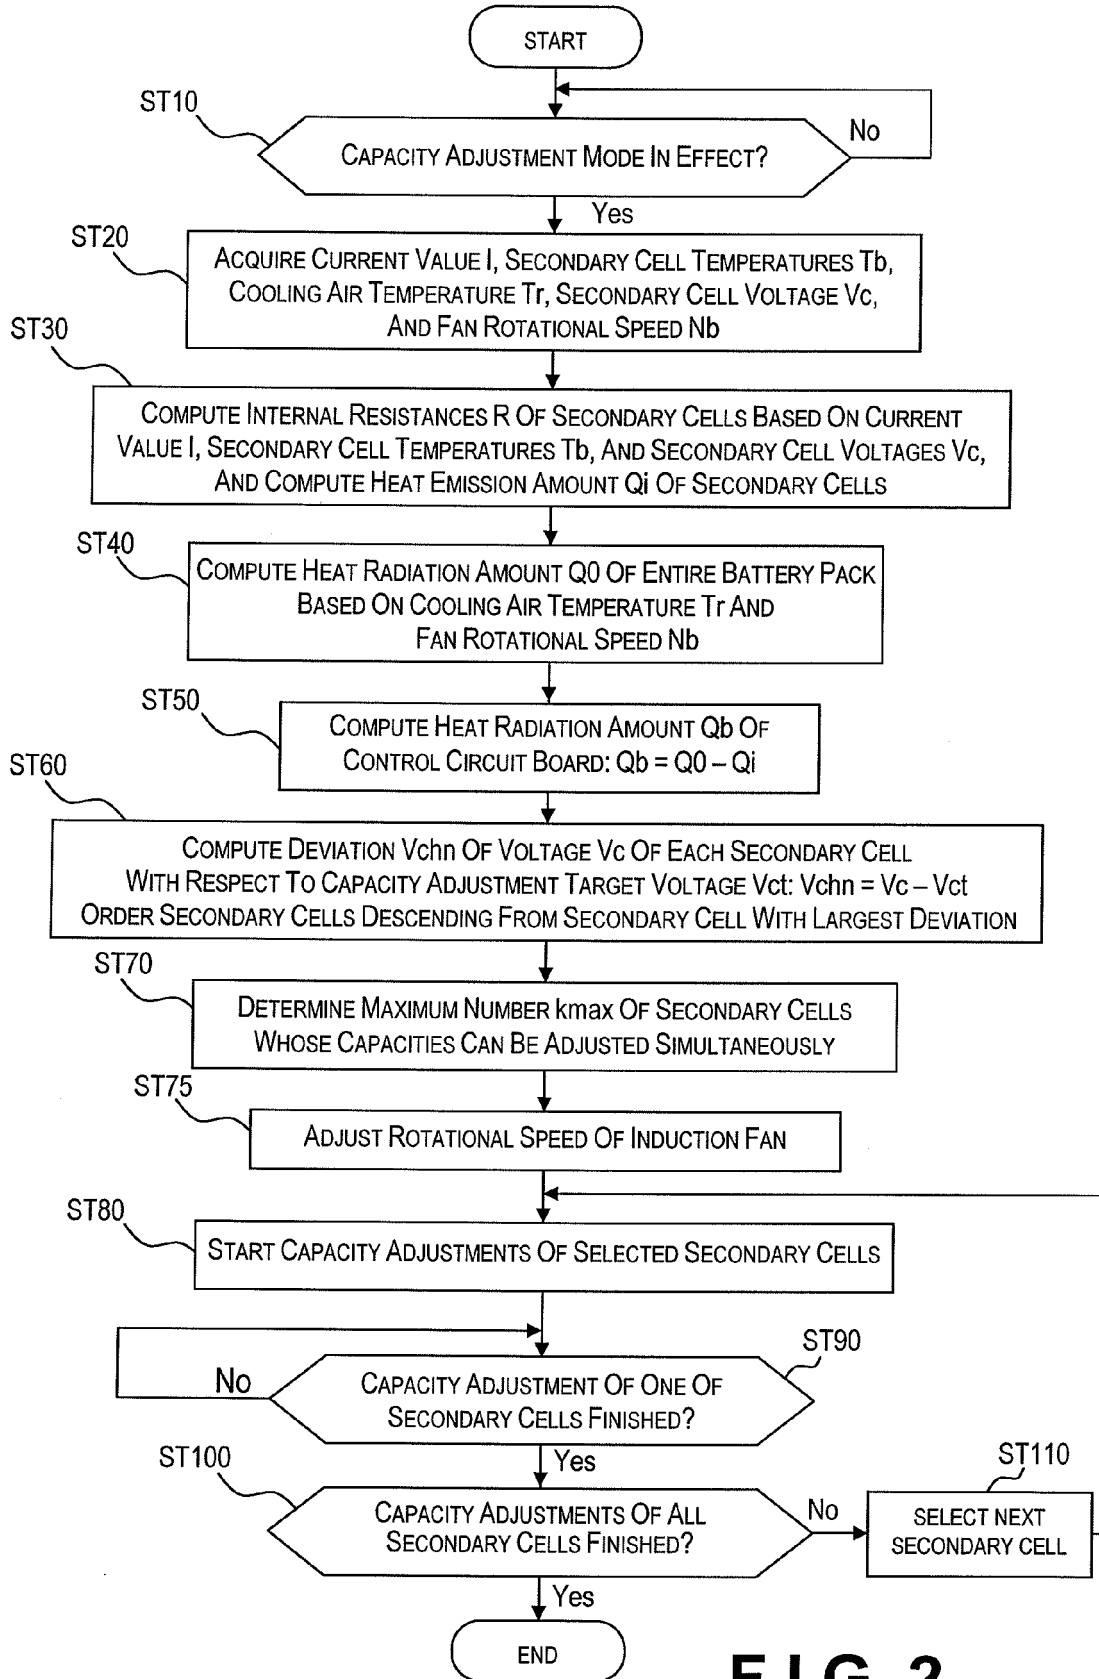 START
ST10
No
CAPACITY ADJUSTMENT MODE IN EFFECT?
Yes
ST20
ACQUIRE CURRENT VALUE I, SECONDARY CELL TEMPERATURES Tb,
COOLING AIR TEMPERATURE Tr, SECONDARY CELL VOLTAGE Vc,
AND FAN ROTATIONAL SPEED Nb
ST30
COMPUTE INTERNAL RESISTANCES R OF SECONDARY CELLS BASED ON CURRENT
VALUE I, SECONDARY CELL TEMPERATURES Tb, AND SECONDARY CELL VOLTAGES Vc,
AND COMPUTE HEAT EMISSION AMOUNT Qi OF SECONDARY CELLS
ST40
COMPUTE HEAT RADIATION AMOUNT Q0 OF ENTIRE BATTERY PACK
BASED ON COOLING AIR TEMPERATURE Tr AND
FAN ROTATIONAL SPEED Nb
ST50
COMPUTE HEAT RADIATION AMOUNT Qb OF
CONTROL CIRCUIT BOARD: Qb = Q0 – Qi
ST60
COMPUTE DEVIATION Vchn OF VOLTAGE Vc OF EACH SECONDARY CELL
WITH RESPECT TO CAPACITY ADJUSTMENT TARGET VOLTAGE Vct: Vchn = Vc – Vct
ORDER SECONDARY CELLS DESCENDING FROM SECONDARY CELL WITH LARGEST DEVIATION
ST70
DETERMINE MAXIMUM NUMBER kmax OF SECONDARY CELLS
WHOSE CAPACITIES CAN BE ADJUSTED SIMULTANEOUSLY
ST75
ADJUST ROTATIONAL SPEED OF INDUCTION FAN
ST80
START CAPACITY ADJUSTMENTS OF SELECTED SECONDARY CELLS
ST90
No
CAPACITY ADJUSTMENT OF ONE OF
SECONDARY CELLS FINISHED?
Yes
ST100
CAPACITY ADJUSTMENTS OF ALL
SECONDARY CELLS FINISHED?
No
ST110
SELECT NEXT
SECONDARY CELL
Yes
END
FIG. 2